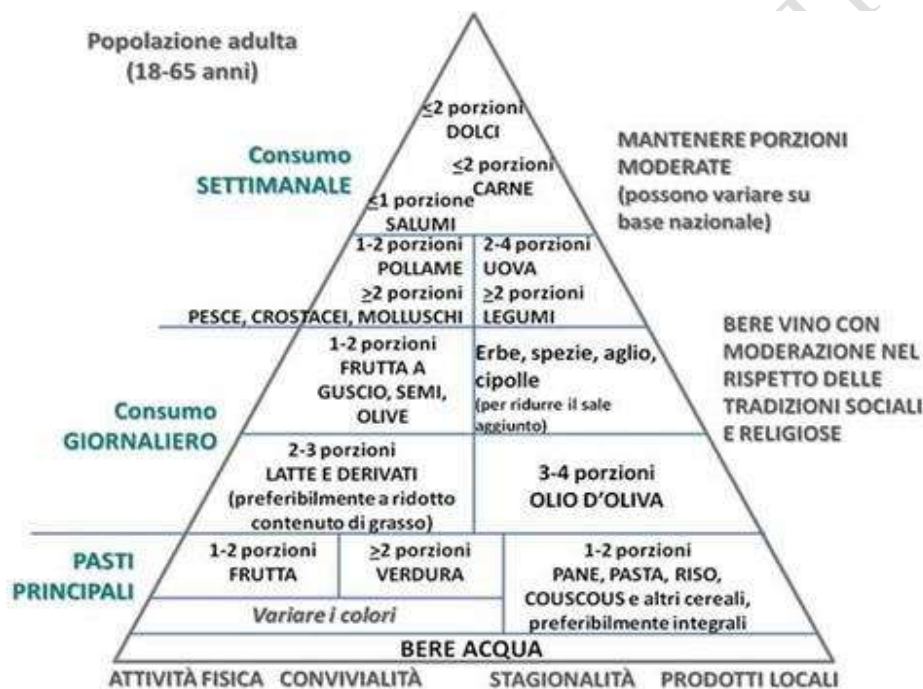 Popolazione adulta
(18-65 anni)
≤2 porzioni
DOLCI
Consumo
SETTIMANALE
≤2 porzioni
CARNE
≤1 porzione
SALUMI
MANTENERE PORZIONI
MODERATE
(possono variare su
base nazionale)
1-2 porzioni
POLLAME
2-4 porzioni
UOVA
≥2 porzioni
PESCE, CROSTACEI, MOLLUSCHI
≥2 porzioni
LEGUMI
BERE VINO CON
MODERAZIONE NEL
RISPETTO DELLE
TRADIZIONI SOCIALI
E RELIGIOSE
Consumo
GIORNALIERO
1-2 porzioni
FRUTTA A
GUSCIO, SEMI,
OLIVE
Erbe, spezie, aglio,
cipolle
(per ridurre il sale
aggiunto)
2-3 porzioni
LATTE E DERIVATI
(preferibilmente a ridotto
contenuto di grasso)
3-4 porzioni
OLIO D'OLIVA
PASTI
PRINCIPALI
1-2 porzioni
FRUTTA
≥2 porzioni
VERDURA
Variare i colori
1-2 porzioni
PANE, PASTA, RISO,
COUSCOUS e altri cereali,
preferibilmente integrali
BERE ACQUA
ATTIVITÀ FISICA CONVIVIALITÀ STAGIONALITÀ PRODOTTI LOCALI